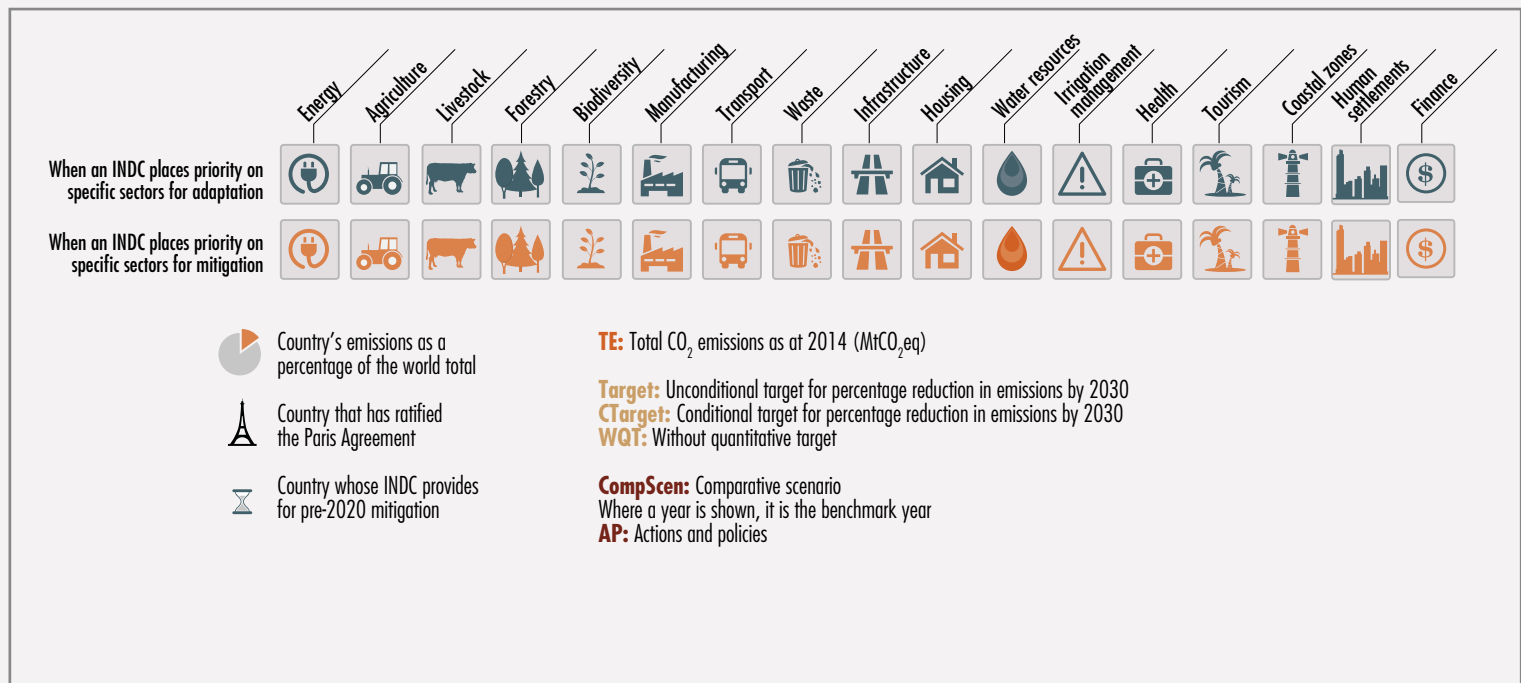 Energy
Agriculture
Livestock
Forestry
Biodiversity
Manufacturing
Transport
Waste
Infrastructure
Housing
Water resources
Irrigation
management
Health
Tourism
Coastal zones
Human
settlements
Finance
When an INDC places priority on
specific sectors for adaptation
$
When an INDC places priority on
specific sectors for mitigation
$
Country's emissions as a
percentage of the world total
Country that has ratified
the Paris Agreement
Country whose INDC provides
for pre-2020 mitigation
TE: Total CO₂ emissions as at 2014 (MtCO₂eq)
Target: Unconditional target for percentage reduction in emissions by 2030
CTarget: Conditional target for percentage reduction in emissions by 2030
WQT: Without quantitative target
CompScen: Comparative scenario
Where a year is shown, it is the benchmark year
AP: Actions and policies